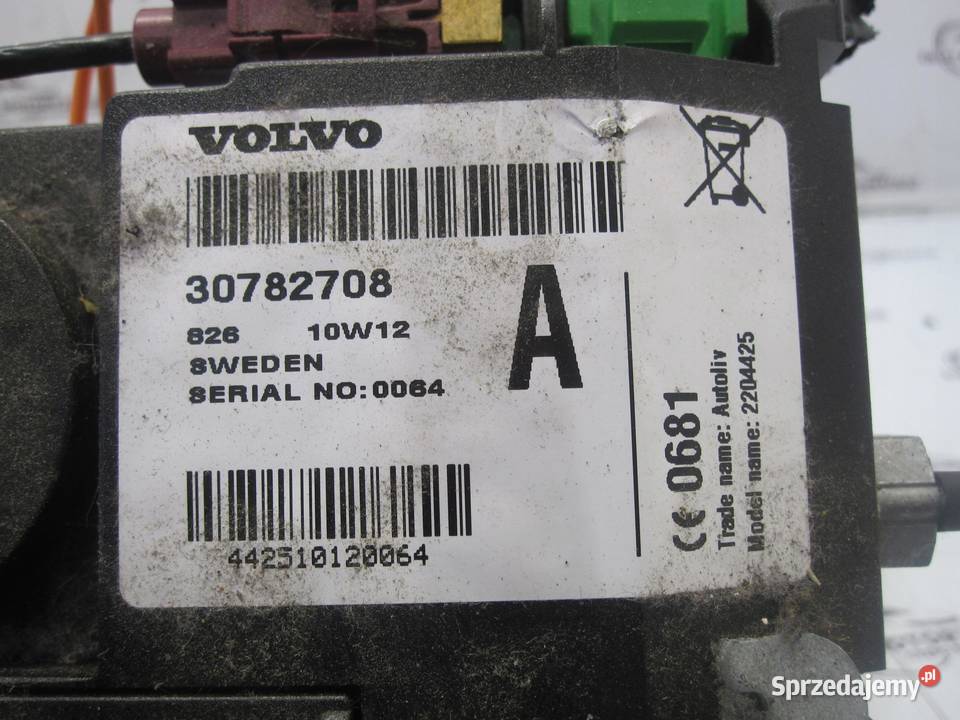 VOLVO
30782708
826 10W12
SWEDEN
SERIAL NO:0064
A
442510120064
CE 0681
Trade name: Autoliv
Model name: 2204425
Sprzedajemy.pl